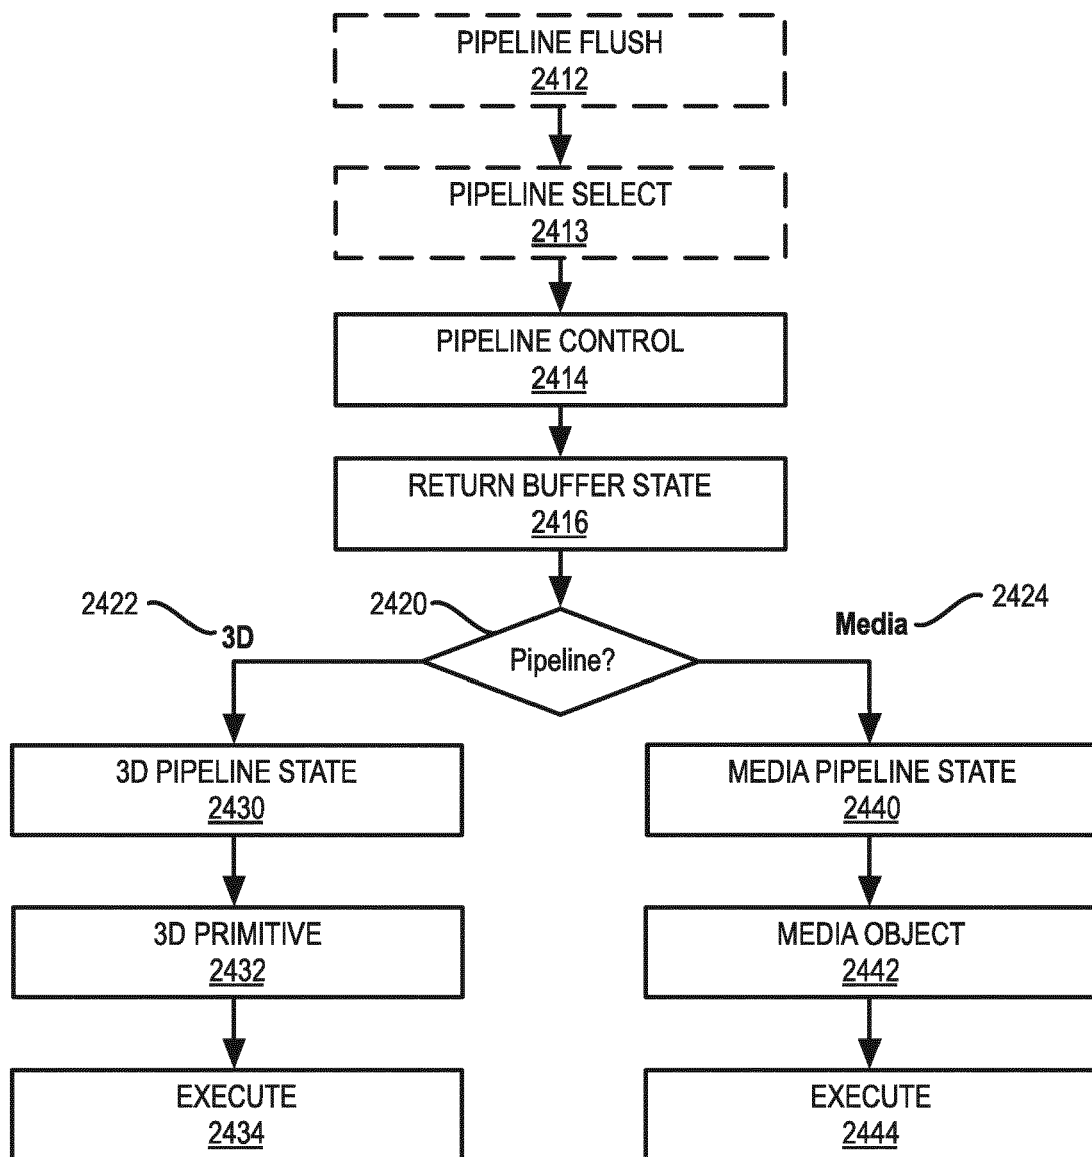 PIPELINE FLUSH
2412
PIPELINE SELECT
2413
PIPELINE CONTROL
2414
RETURN BUFFER STATE
2416
2422
3D
2420
Pipeline?
Media
2424
3D PIPELINE STATE
2430
MEDIA PIPELINE STATE
2440
3D PRIMITIVE
2432
MEDIA OBJECT
2442
EXECUTE
2434
EXECUTE
2444